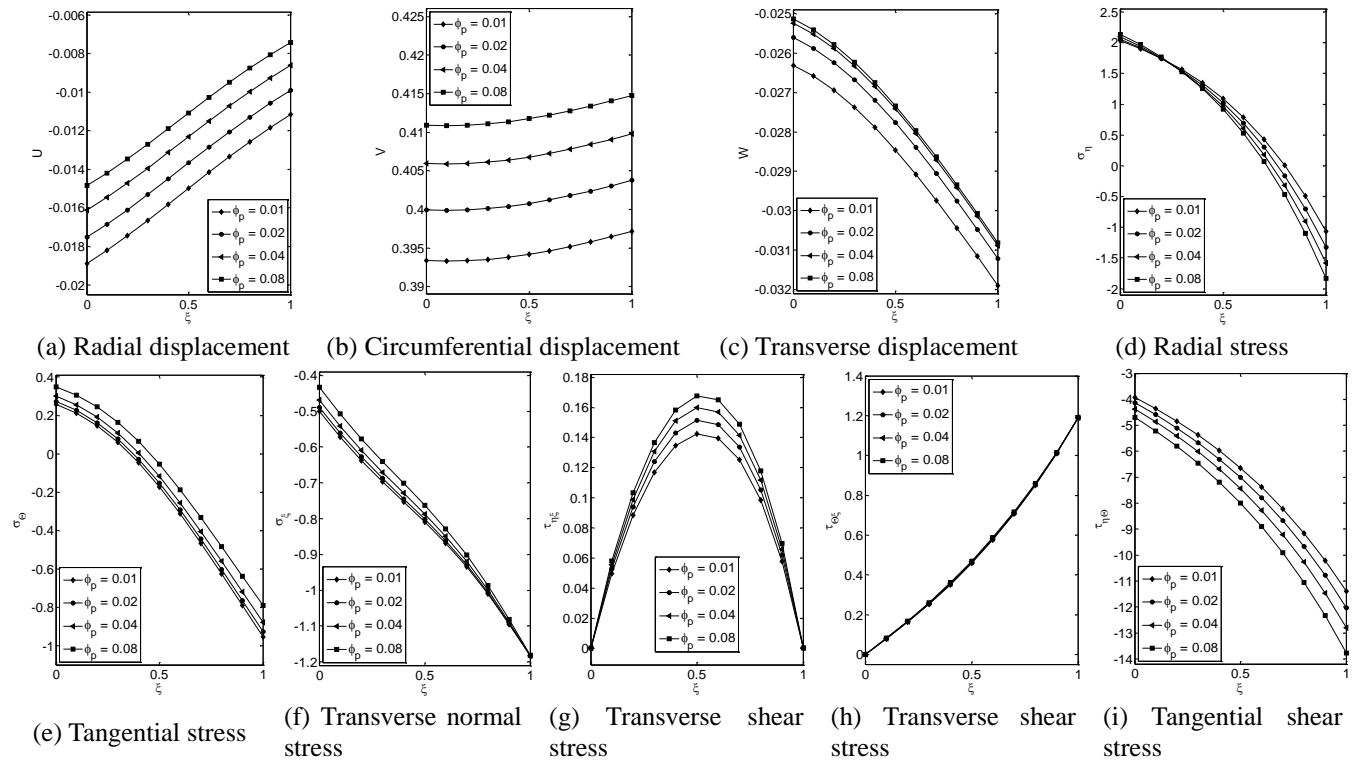 -0.006
-0.008
-0.01
-0.012
-0.014
-0.016
-0.018
-0.02
U
0
0.5
1
ξ
ϕp = 0.01
ϕp = 0.02
ϕp = 0.04
ϕp = 0.08
(a) Radial displacement
0.425
0.42
0.415
0.41
0.405
0.4
0.395
0.39
V
0
0.5
1
ξ
ϕp = 0.01
ϕp = 0.02
ϕp = 0.04
ϕp = 0.08
(b) Circumferential displacement
-0.025
-0.026
-0.027
-0.028
-0.029
-0.03
-0.031
-0.032
W
0
0.5
1
ξ
ϕp = 0.01
ϕp = 0.02
ϕp = 0.04
ϕp = 0.08
(c) Transverse displacement
2.5
2
1.5
1
0.5
0
-0.5
-1
-1.5
-2
ση
0
0.5
1
ξ
ϕp = 0.01
ϕp = 0.02
ϕp = 0.04
ϕp = 0.08
(d) Radial stress
0.4
0.2
0
-0.2
-0.4
-0.6
-0.8
-1
σΘ
0
0.5
1
ξ
ϕp = 0.01
ϕp = 0.02
ϕp = 0.04
ϕp = 0.08
(e) Tangential stress
-0.3
-0.4
-0.5
-0.6
-0.7
-0.8
-0.9
-1
-1.1
-1.2
σξ
0
0.5
1
ξ
ϕp = 0.01
ϕp = 0.02
ϕp = 0.04
ϕp = 0.08
(f) Transverse normal
stress
0.18
0.16
0.14
0.12
0.1
0.08
0.06
0.04
0.02
0
τηξ
0
0.5
1
ξ
ϕp = 0.01
ϕp = 0.02
ϕp = 0.04
ϕp = 0.08
(g) Transverse shear
stress
1.4
1.2
1
0.8
0.6
0.4
0.2
0
τΘξ
0
0.5
1
ξ
ϕp = 0.01
ϕp = 0.02
ϕp = 0.04
ϕp = 0.08
(h) Transverse shear
stress
-3
-4
-5
-6
-7
-8
-9
-10
-11
-12
-13
-14
τηΘ
0
0.5
1
ξ
ϕp = 0.01
ϕp = 0.02
ϕp = 0.04
ϕp = 0.08
(i) Tangential shear
stress